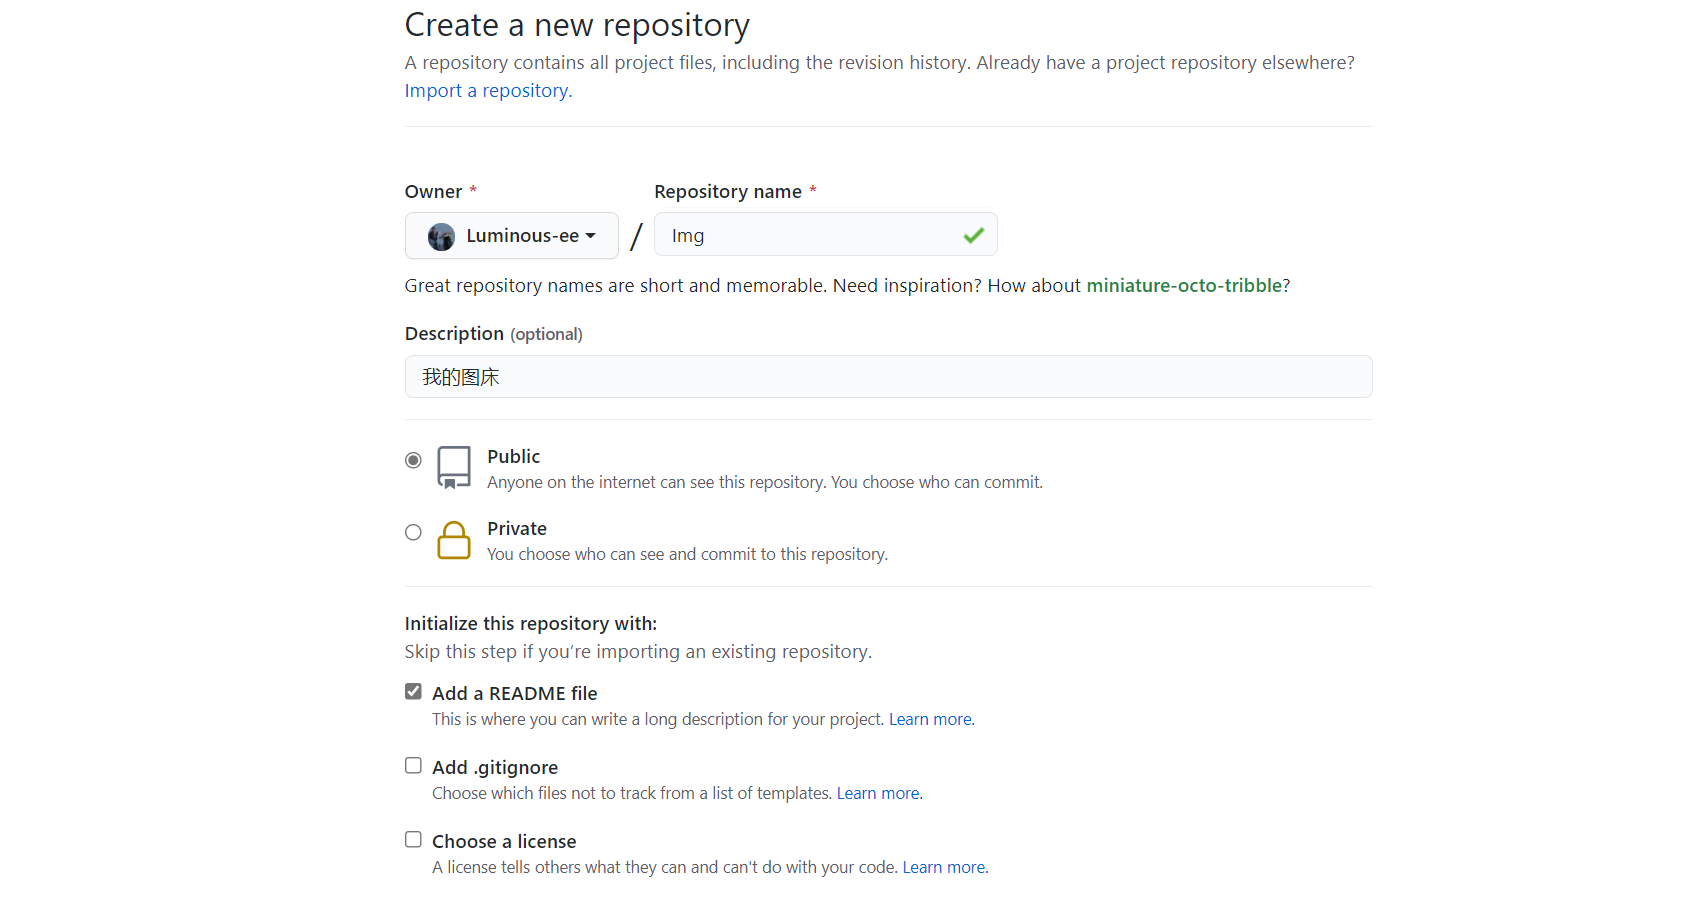 Create a new repository
A repository contains all project files, including the revision history. Already have a project repository elsewhere?
Import a repository.
Owner * Repository name *
Luminous-ee / Img
Great repository names are short and memorable. Need inspiration? How about miniature-octo-tribble?
Description (optional)
我的图床
Public
Anyone on the internet can see this repository. You choose who can commit.
Private
You choose who can see and commit to this repository.
Initialize this repository with:
Skip this step if you’re importing an existing repository.
Add a README file
This is where you can write a long description for your project. Learn more.
Add .gitignore
Choose which files not to track from a list of templates. Learn more.
Choose a license
A license tells others what they can and can't do with your code. Learn more.